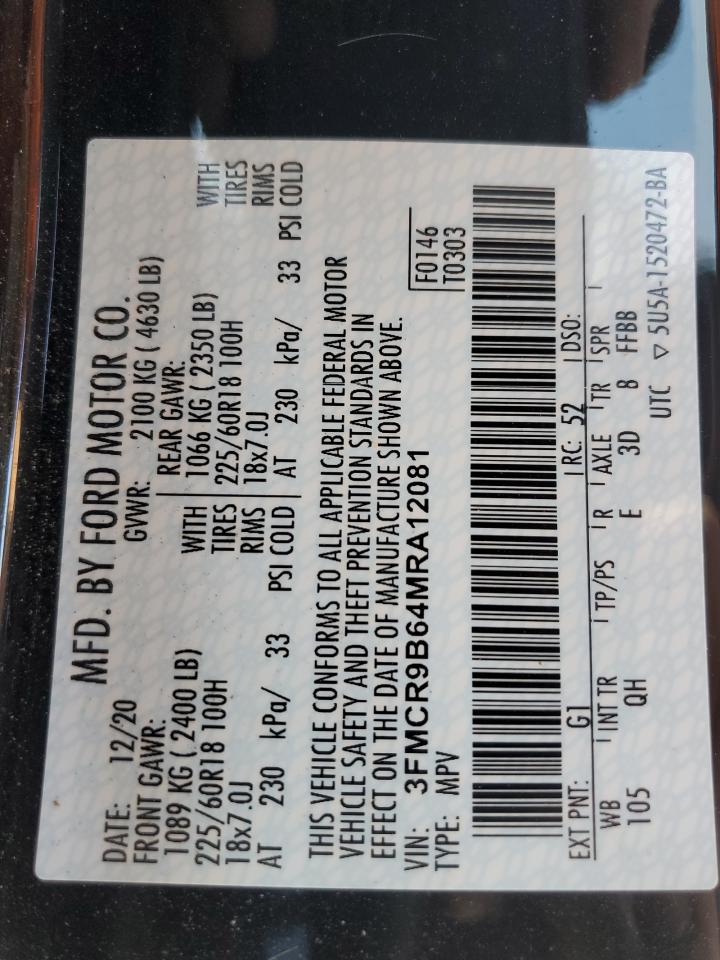 MFD. BY FORD MOTOR CO.
DATE: 12/20 GVWR: 2100 KG ( 4630 LB)
FRONT GAWR: REAR GAWR:
1089 KG ( 2400 LB) WITH 1066 KG ( 2350 LB) WITH
225/60R18 100H TIRES 225/60R18 100H TIRES
18x7.0J RIMS 18x7.0J RIMS
AT 230 kPa/ 33 PSI COLD AT 230 kPa/ 33 PSI COLD
THIS VEHICLE CONFORMS TO ALL APPLICABLE FEDERAL MOTOR
VEHICLE SAFETY AND THEFT PREVENTION STANDARDS IN
EFFECT ON THE DATE OF MANUFACTURE SHOWN ABOVE.
VIN: 3FMCR9B64MRA12081 F0146
TYPE: MPV T0303
EXT PNT: G1 RC: 52 DSO:
WB INT TR TP/PS R AXLE TR SPR
105 QH E 3D 8 FFBB
UTC ▽ 5U5A-1520472-BA